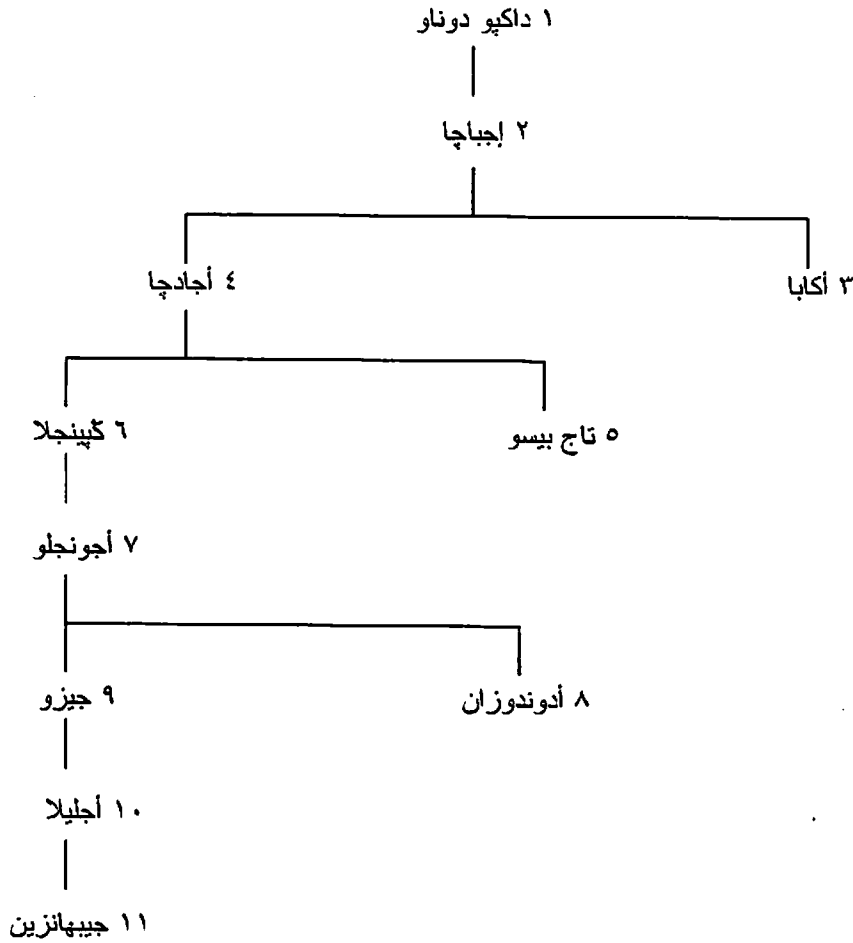 ١ داكپو دوناو
٢ إجباچا
٣ أكابا
٤ أجادچا
٥ تاج بيسو
٦ كپينجلا
٧ أجونجلو
٨ أدوندوزان
٩ جيزو
١٠ أجليلا
١١ جيبهانزين